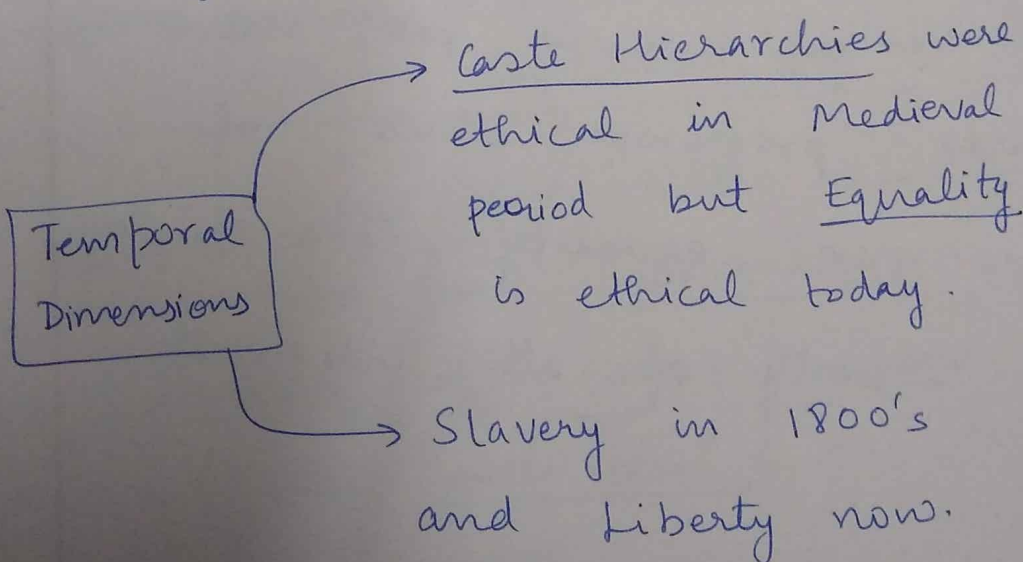 Caste Hierarchies were
ethical in Medieval
period but Equality
is ethical today.
Temporal
Dimensions
Slavery in 1800's
and Liberty now.